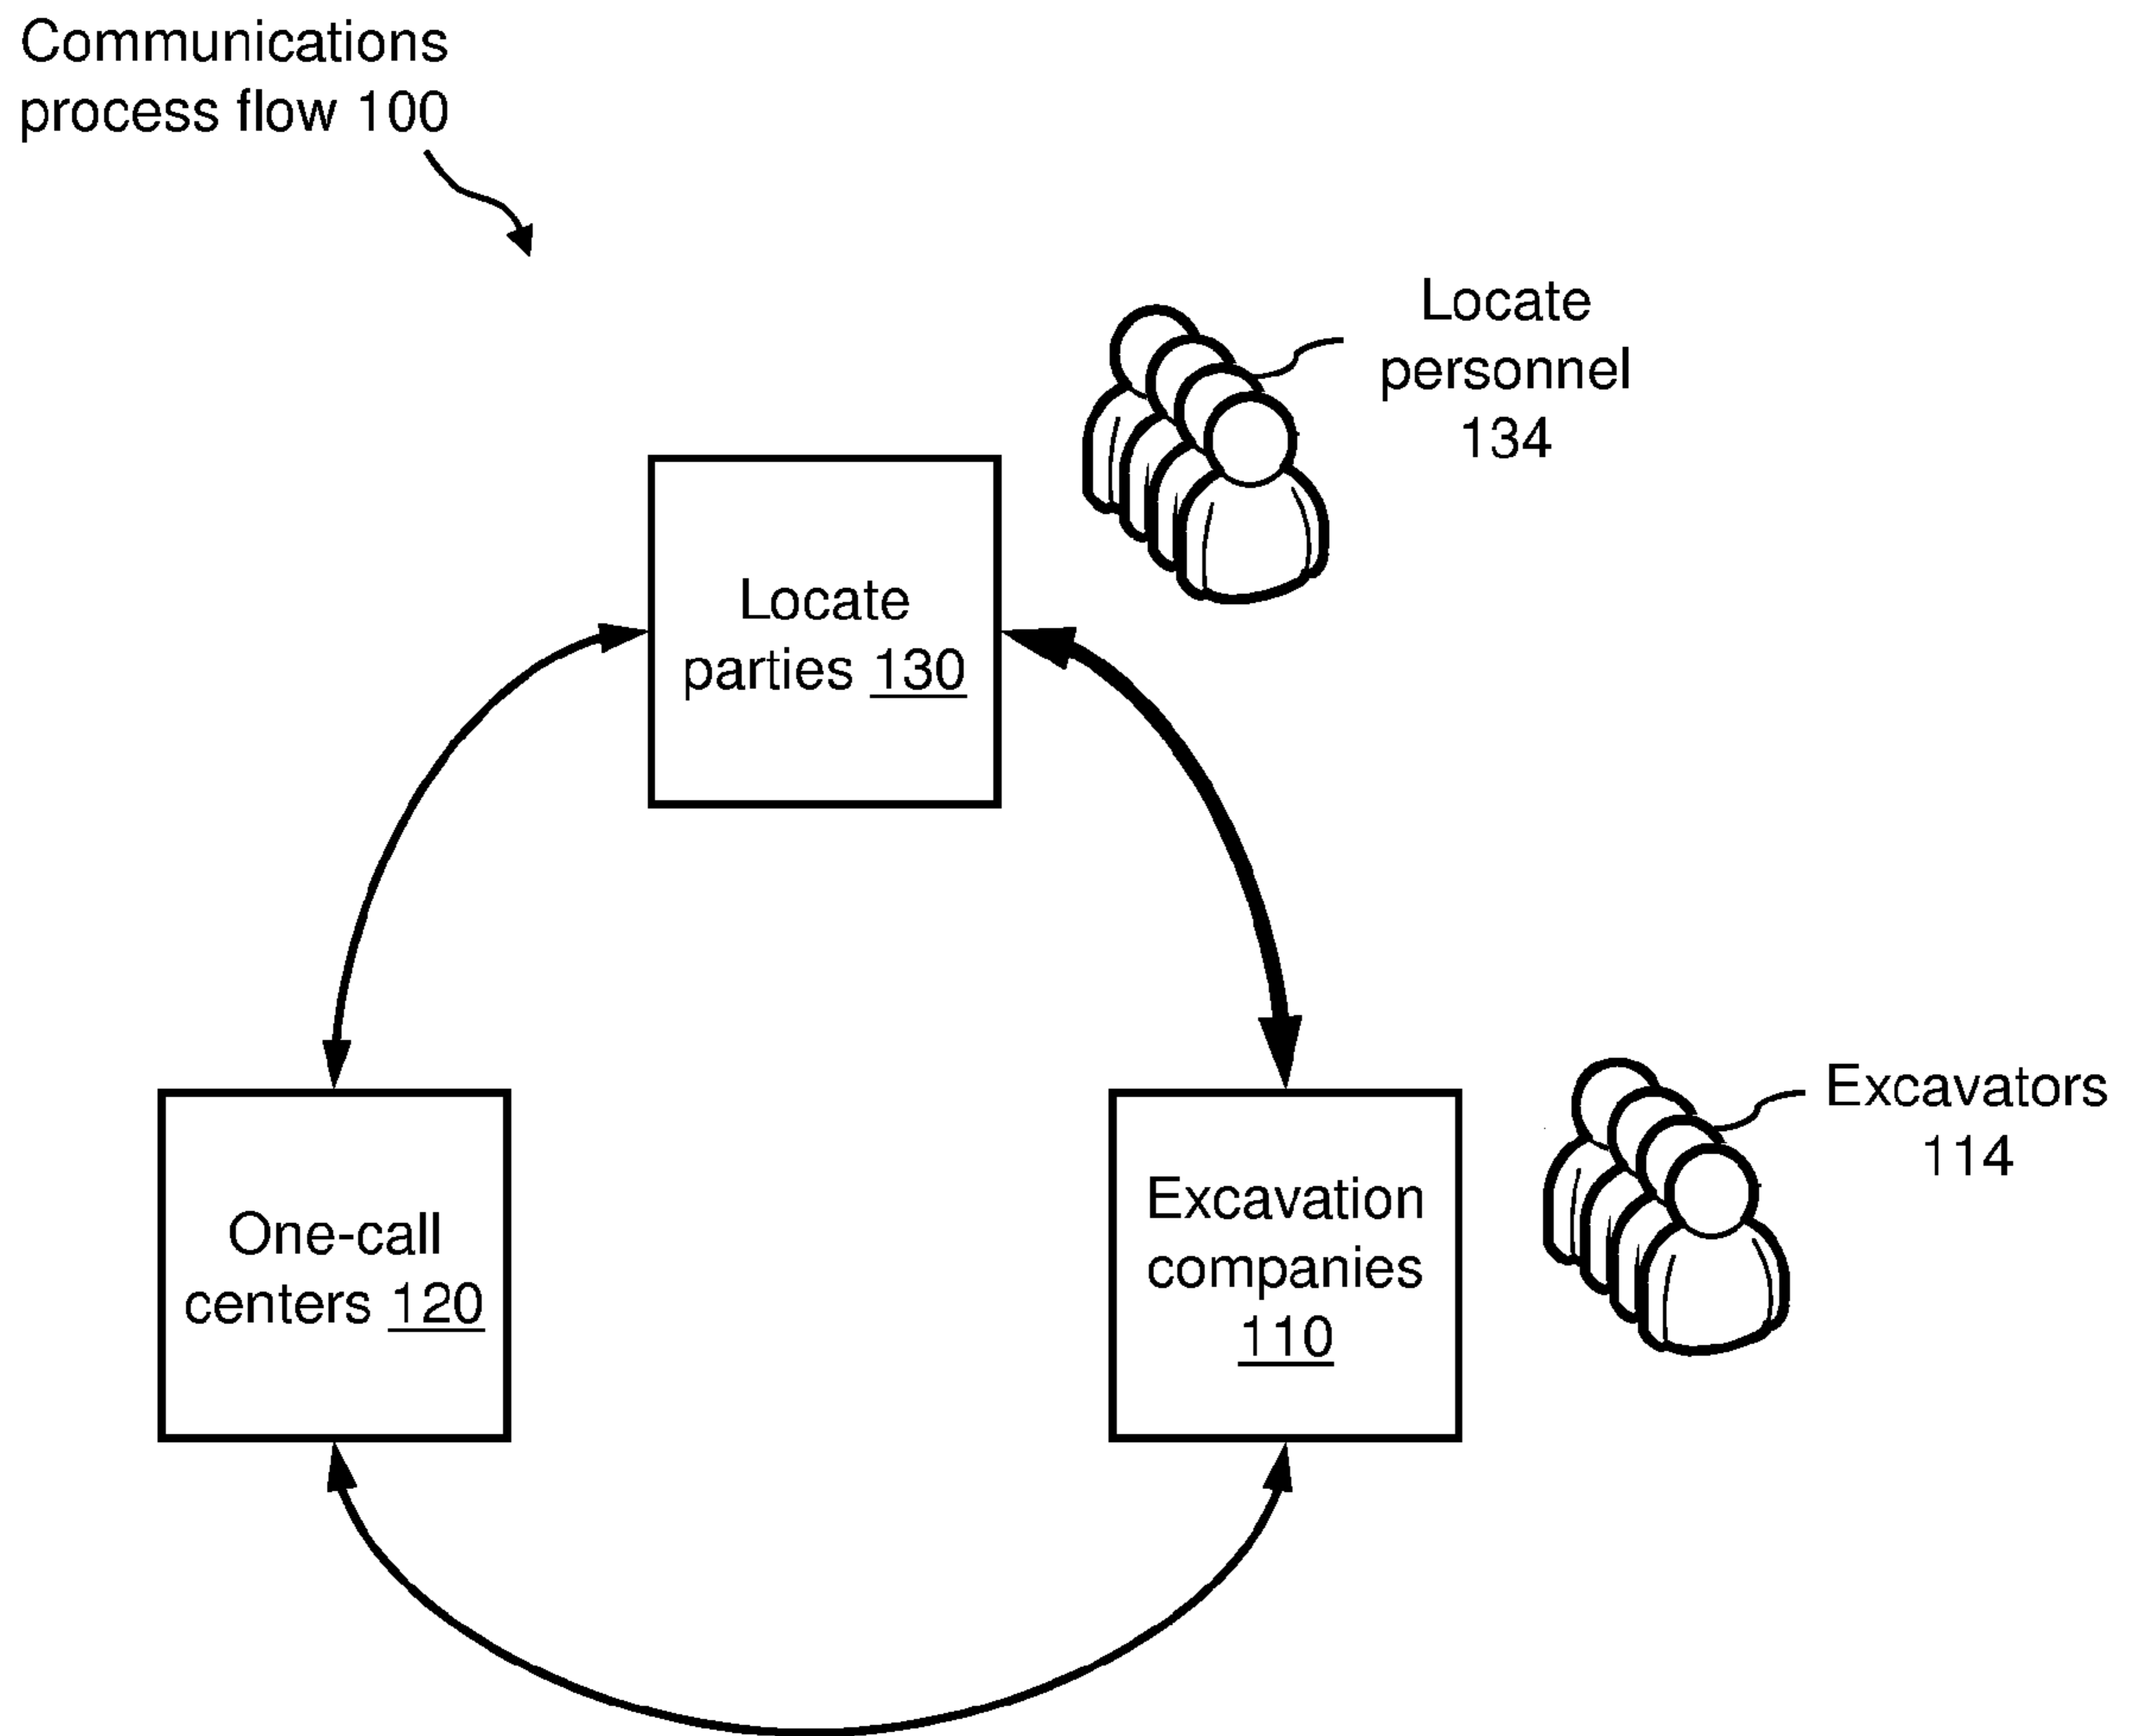 Communications
process flow 100
Locate
personnel
134
Locate
parties 130
Excavators
114
One-call
centers 120
Excavation
companies
110